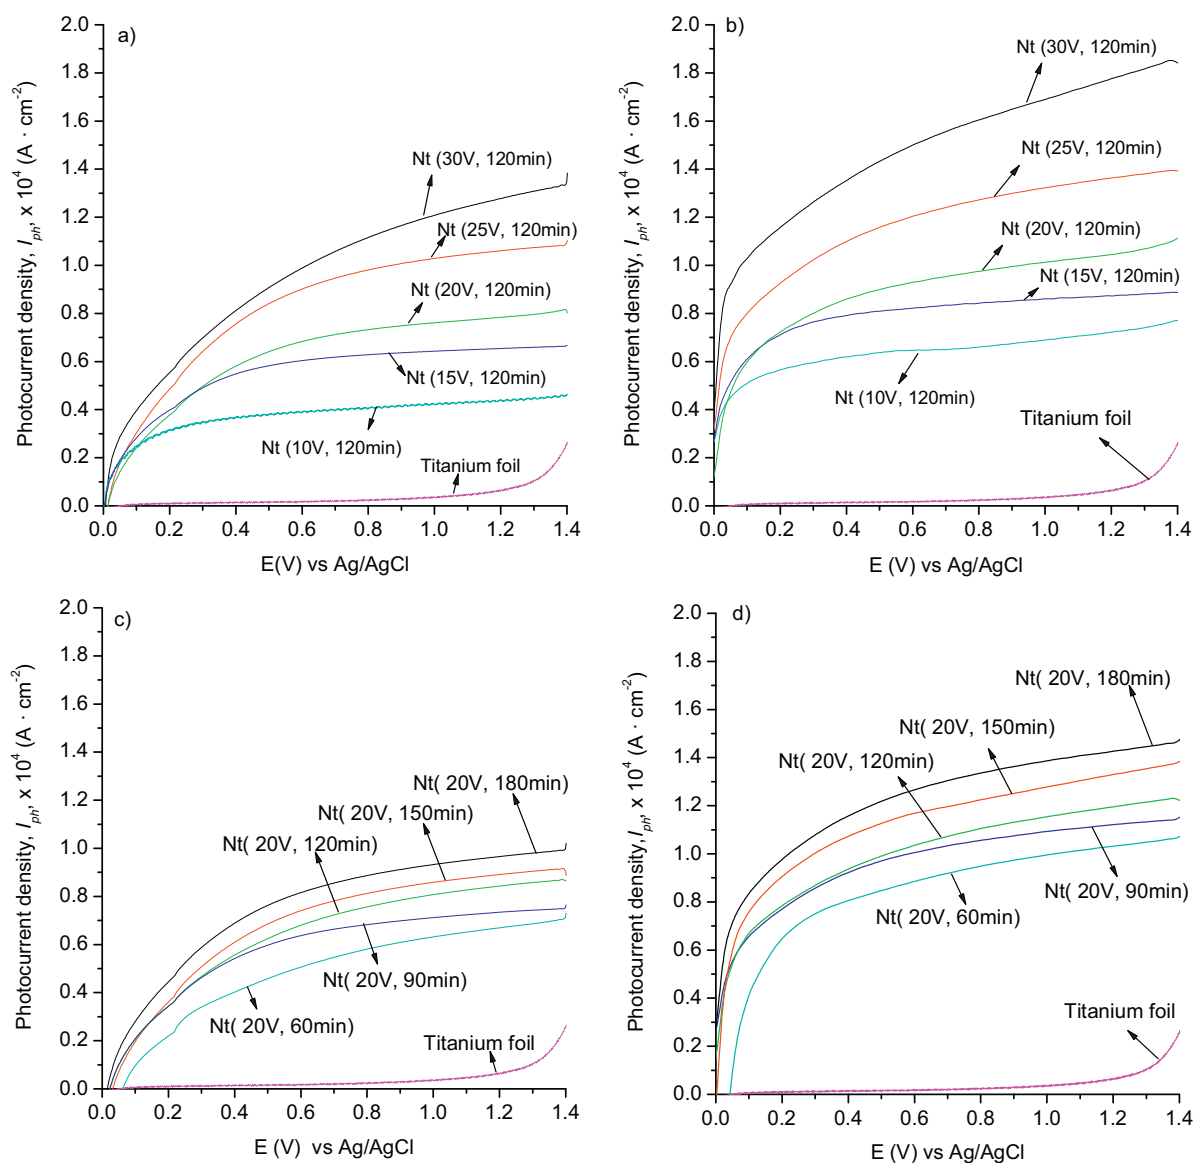 a)
2.0
1.8
1.6
1.4
1.2
1.0
0.8
0.6
0.4
0.2
0.0
Photocurrent density, I_ph, x 10^4 (A · cm^-2)
Nt (30V, 120min)
Nt (25V, 120min)
Nt (20V, 120min)
Nt (15V, 120min)
Nt (10V, 120min)
Titanium foil
0.0 0.2 0.4 0.6 0.8 1.0 1.2 1.4
E(V) vs Ag/AgCl
b)
2.0
1.8
1.6
1.4
1.2
1.0
0.8
0.6
0.4
0.2
0.0
Photocurrent density, I_ph, x 10^4 (A · cm^-2)
Nt (30V, 120min)
Nt (25V, 120min)
Nt (20V, 120min)
Nt (15V, 120min)
Nt (10V, 120min)
Titanium foil
0.0 0.2 0.4 0.6 0.8 1.0 1.2 1.4
E (V) vs Ag/AgCl
c)
2.0
1.8
1.6
1.4
1.2
1.0
0.8
0.6
0.4
0.2
0.0
Photocurrent density, I_ph, x 10^4 (A · cm^-2)
Nt( 20V, 180min)
Nt( 20V, 150min)
Nt( 20V, 120min)
Nt( 20V, 90min)
Nt( 20V, 60min)
Titanium foil
0.0 0.2 0.4 0.6 0.8 1.0 1.2 1.4
E (V) vs Ag/AgCl
d)
2.0
1.8
1.6
1.4
1.2
1.0
0.8
0.6
0.4
0.2
0.0
Photocurrent density, I_ph, x 10^4 (A · cm^-2)
Nt( 20V, 180min)
Nt( 20V, 150min)
Nt( 20V, 120min)
Nt( 20V, 90min)
Nt( 20V, 60min)
Titanium foil
0.0 0.2 0.4 0.6 0.8 1.0 1.2 1.4
E (V) vs Ag/AgCl